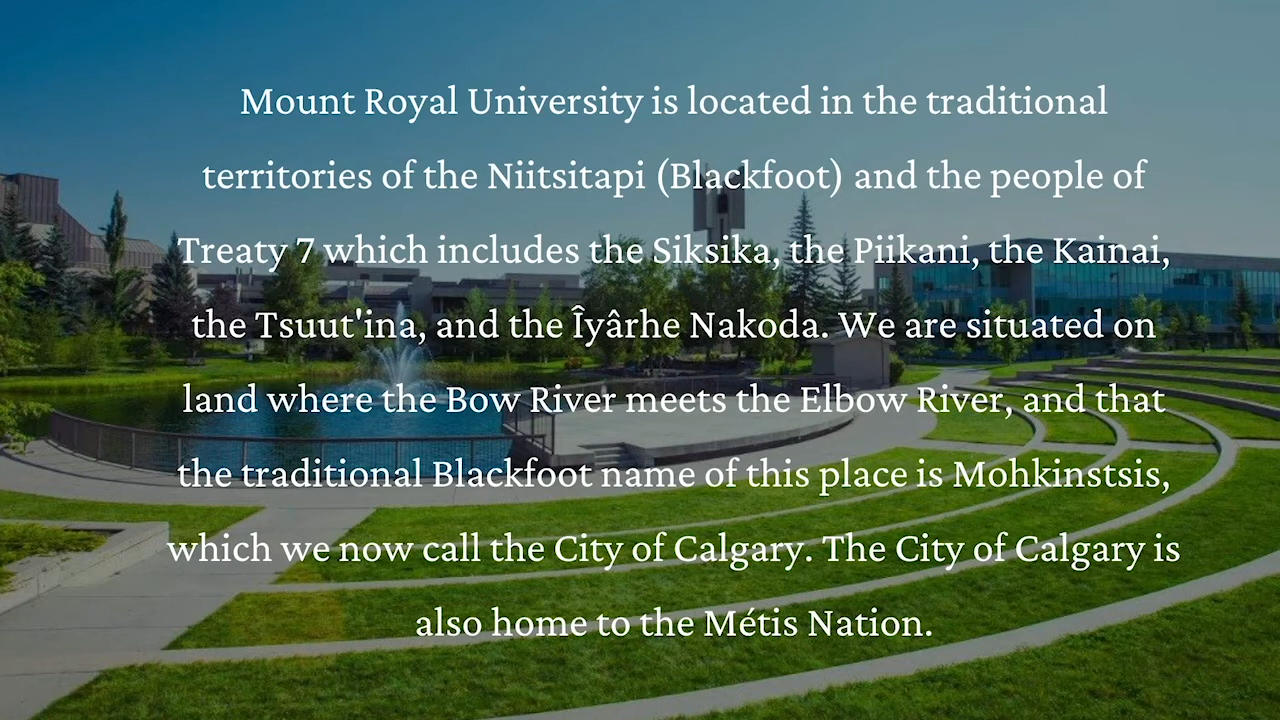 Mount Royal University is located in the traditional
territories of the Niitsitapi (Blackfoot) and the people of
Treaty 7 which includes the Siksika, the Piikani, the Kainai,
the Tsuut'ina, and the Îyârhe Nakoda. We are situated on
land where the Bow River meets the Elbow River, and that
the traditional Blackfoot name of this place is Mohkinstsis,
which we now call the City of Calgary. The City of Calgary is
also home to the Métis Nation.